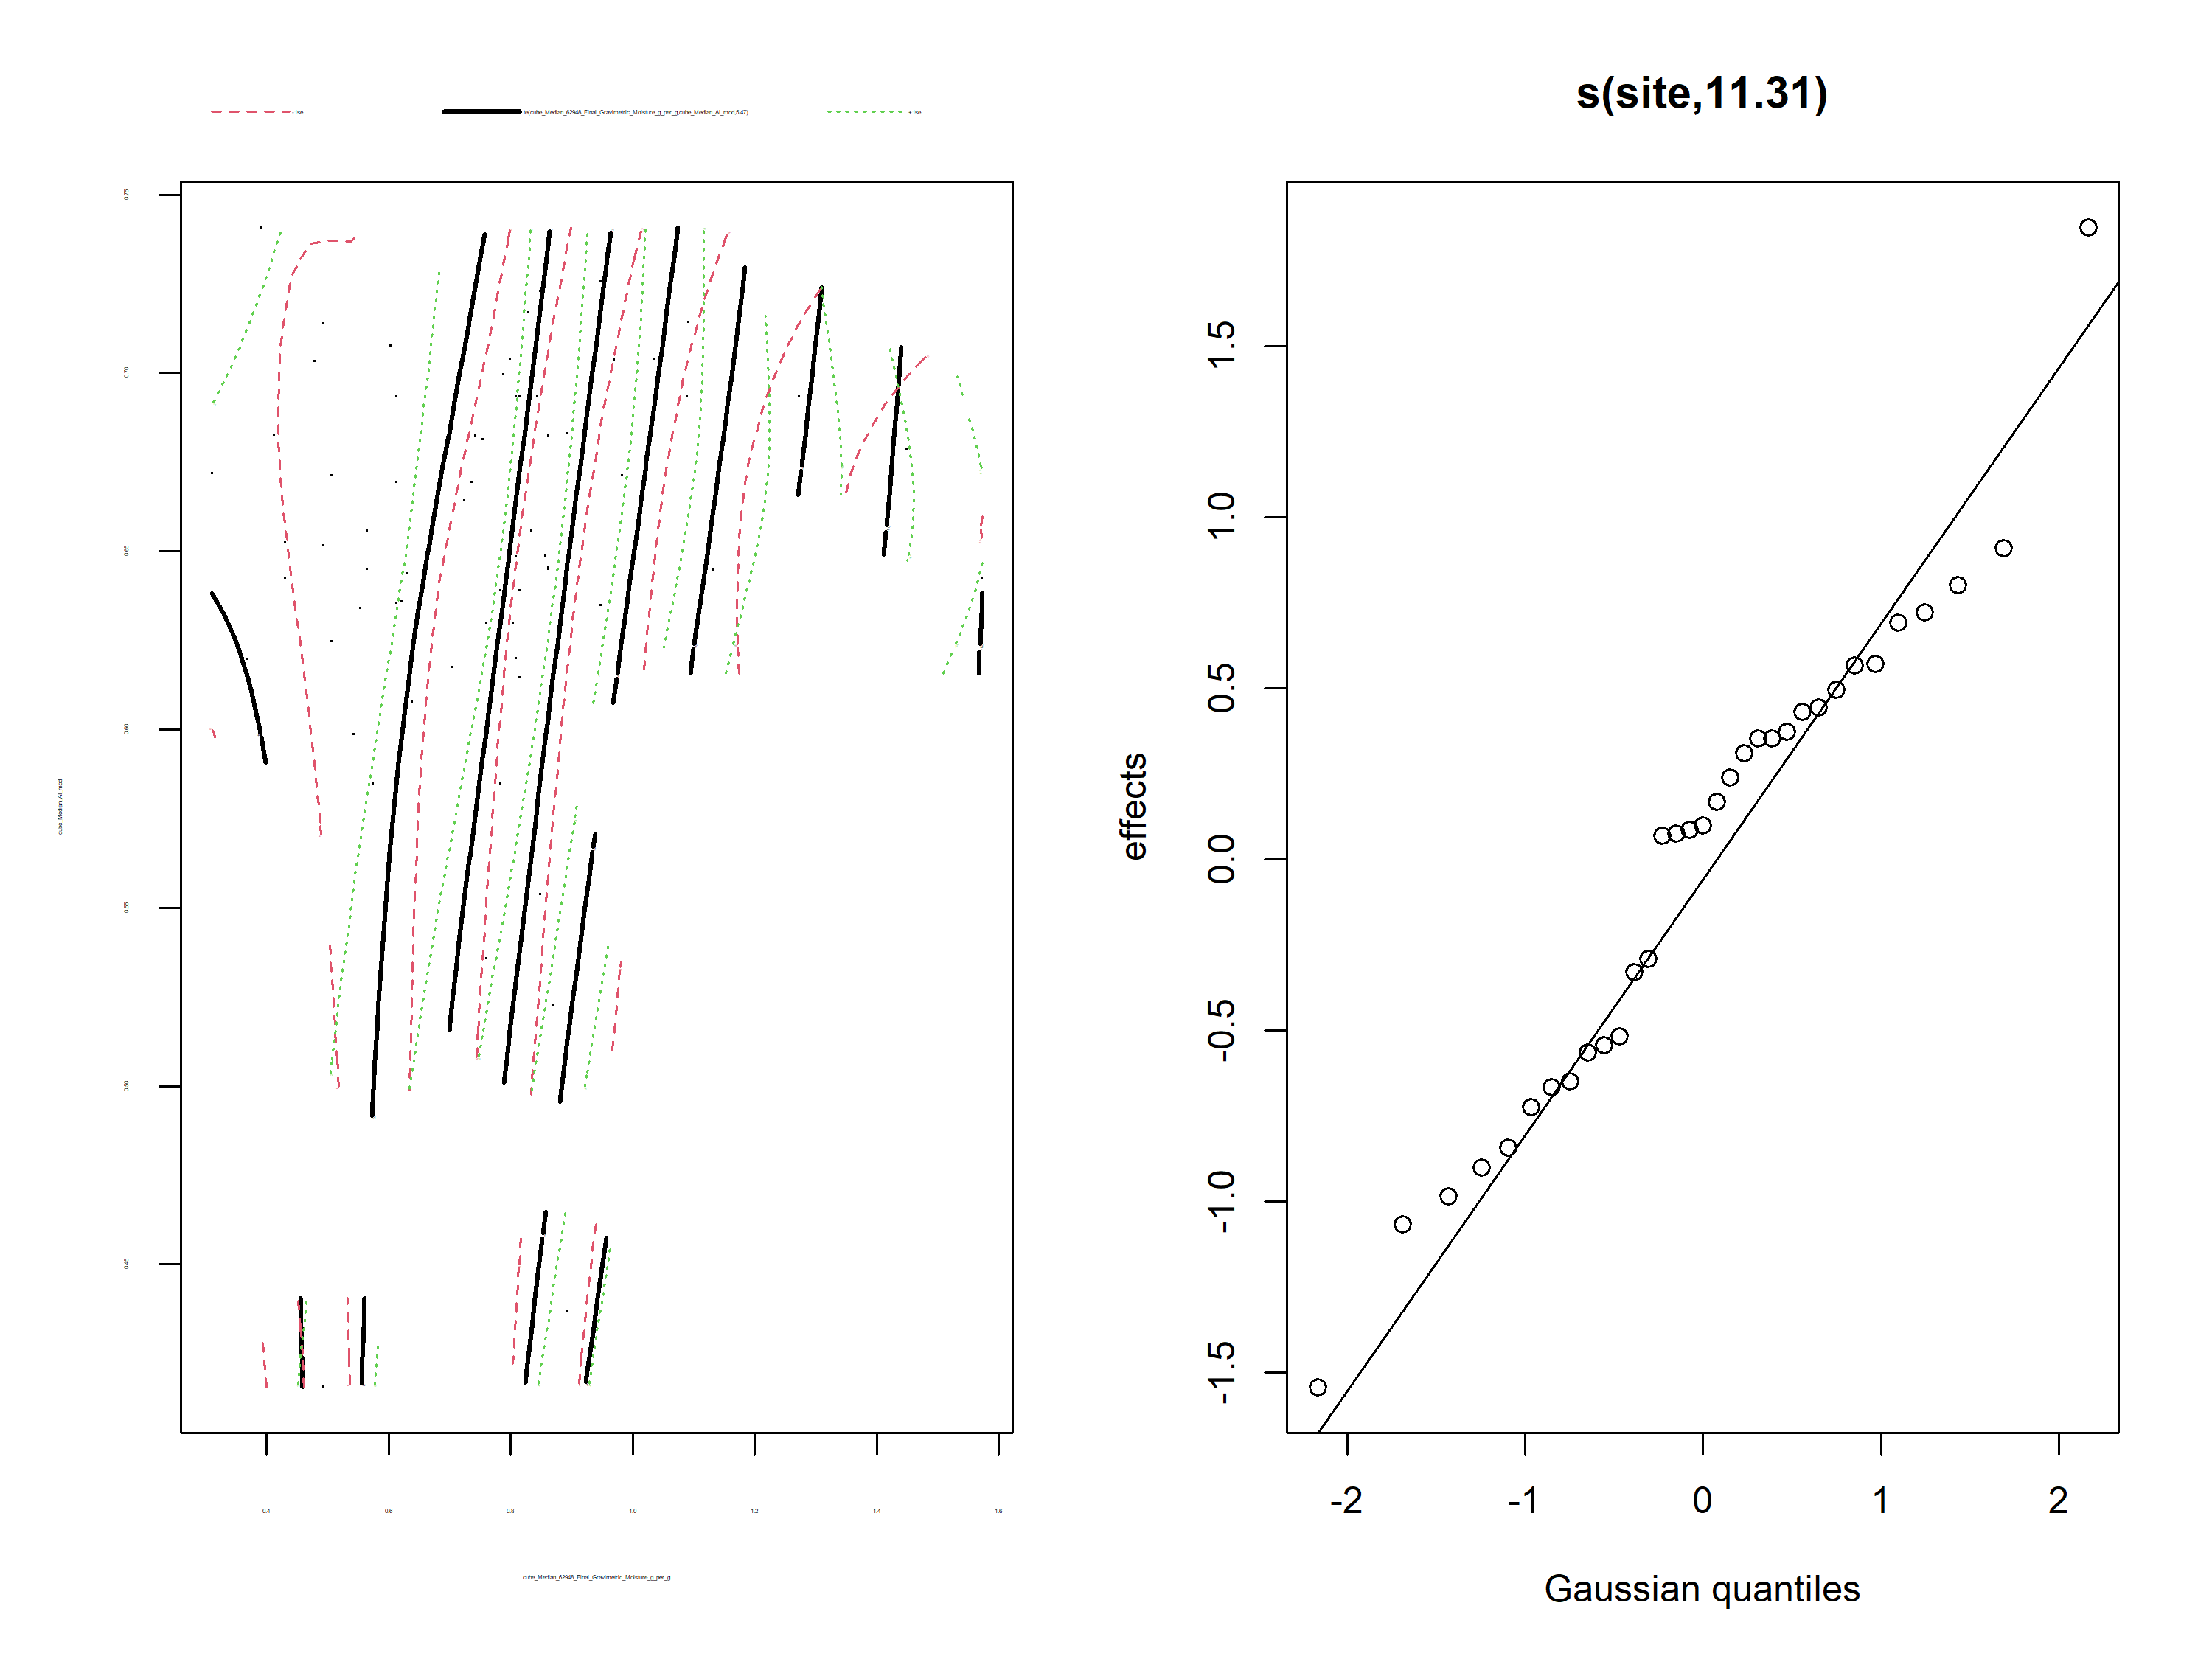 -1se te(cube_Median_62948_Final_Gravimetric_Moisture_g_per_g,cube_Median_AI_mod,5.47) +1se
cube_Median_AI_mod
0.75
0.70
0.65
0.60
0.55
0.50
0.45
0.4 0.6 0.8 1.0 1.2 1.4 1.6
cube_Median_62948_Final_Gravimetric_Moisture_g_per_g
s(site,11.31)
effects
1.5
1.0
0.5
0.0
-0.5
-1.0
-1.5
-2 -1 0 1 2
Gaussian quantiles